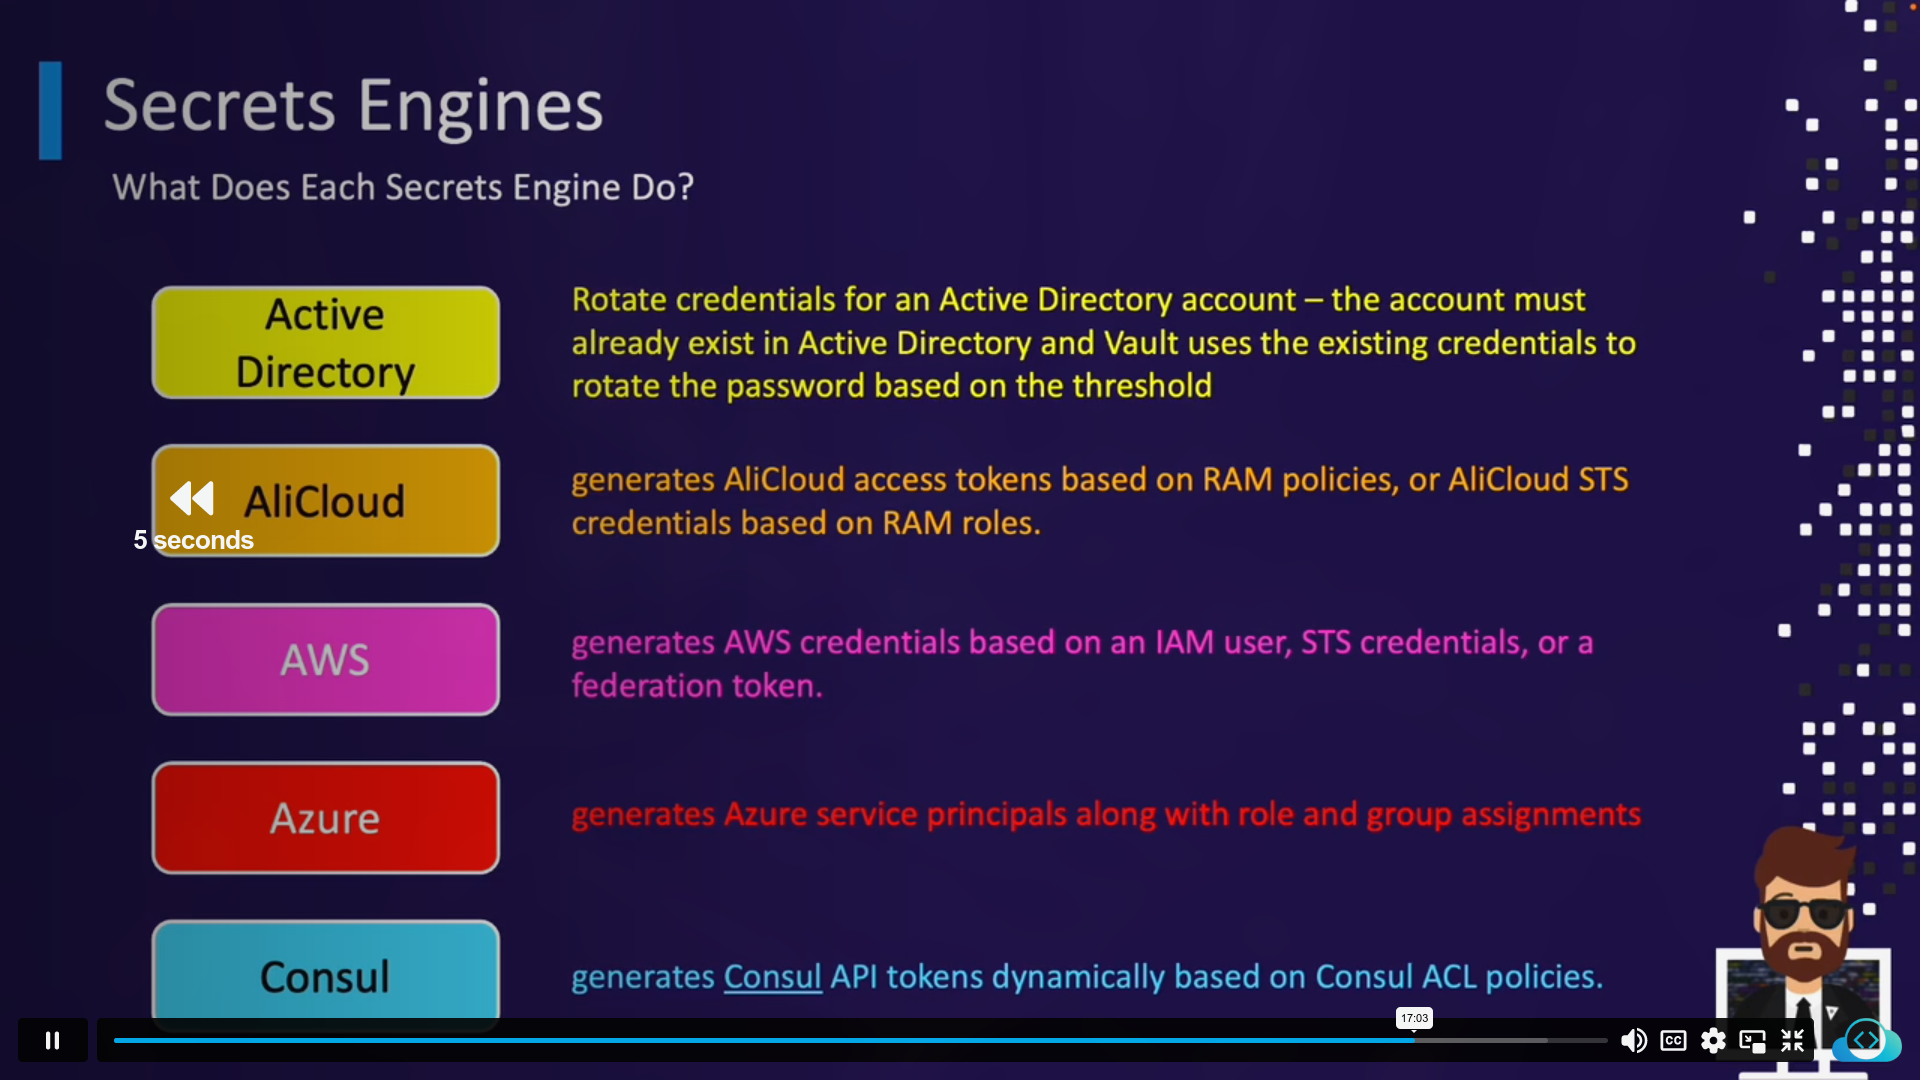 Secrets Engines
What Does Each Secrets Engine Do?
Active
Directory
Rotate credentials for an Active Directory account – the account must
already exist in Active Directory and Vault uses the existing credentials to
rotate the password based on the threshold
AliCloud
5 seconds
generates AliCloud access tokens based on RAM policies, or AliCloud STS
credentials based on RAM roles.
AWS
generates AWS credentials based on an IAM user, STS credentials, or a
federation token.
Azure
generates Azure service principals along with role and group assignments
Consul
generates Consul API tokens dynamically based on Consul ACL policies.
17:03
CC